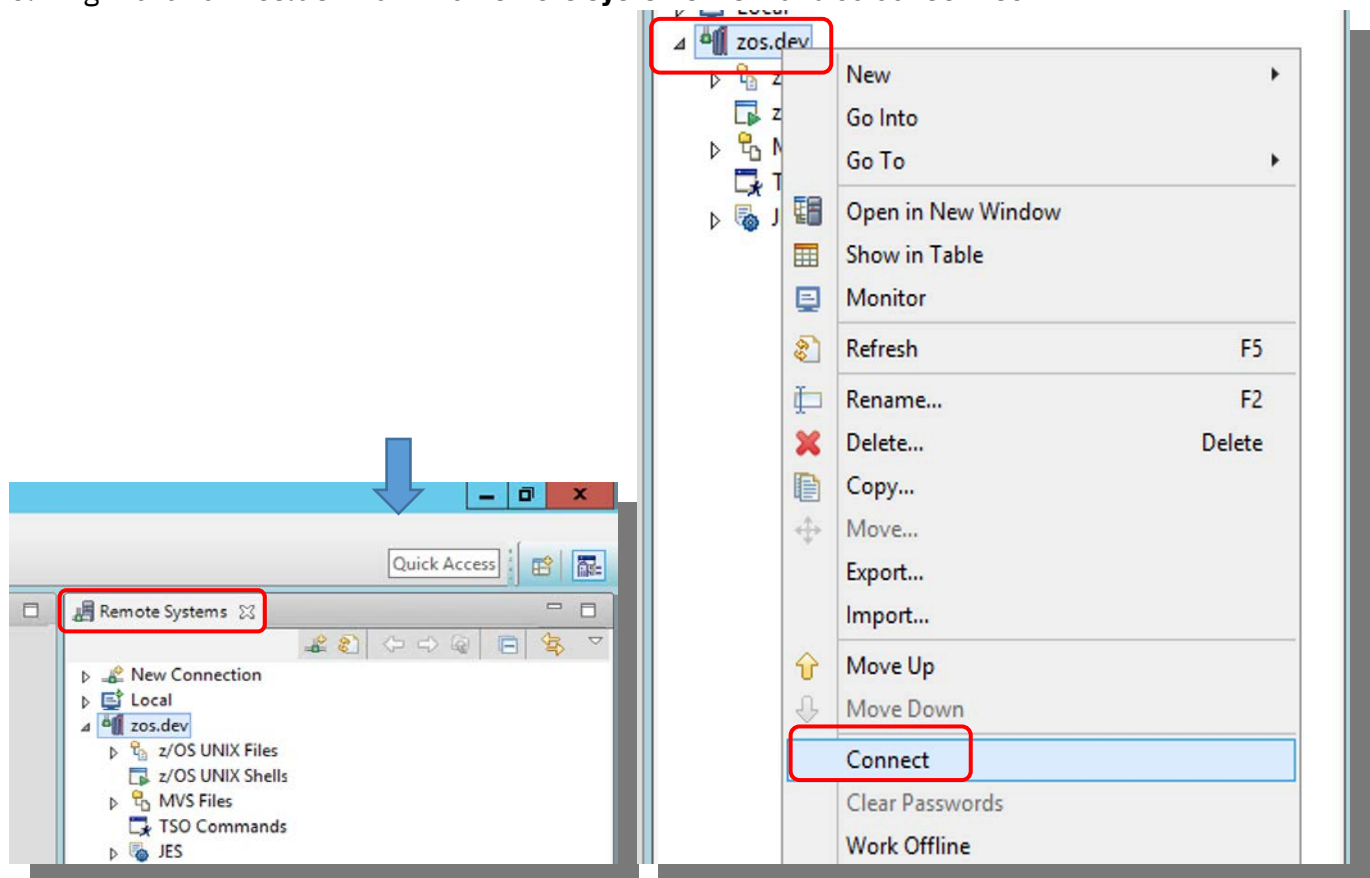 Local
zos.dev
z
z
M
T
J
New
Go Into
Go To
Open in New Window
Show in Table
Monitor
Refresh F5
Rename... F2
Delete... Delete
Copy...
Move...
Export...
Import...
Move Up
Move Down
Connect
Clear Passwords
Work Offline
Quick Access
Remote Systems
New Connection
Local
zos.dev
z/OS UNIX Files
z/OS UNIX Shells
MVS Files
TSO Commands
JES